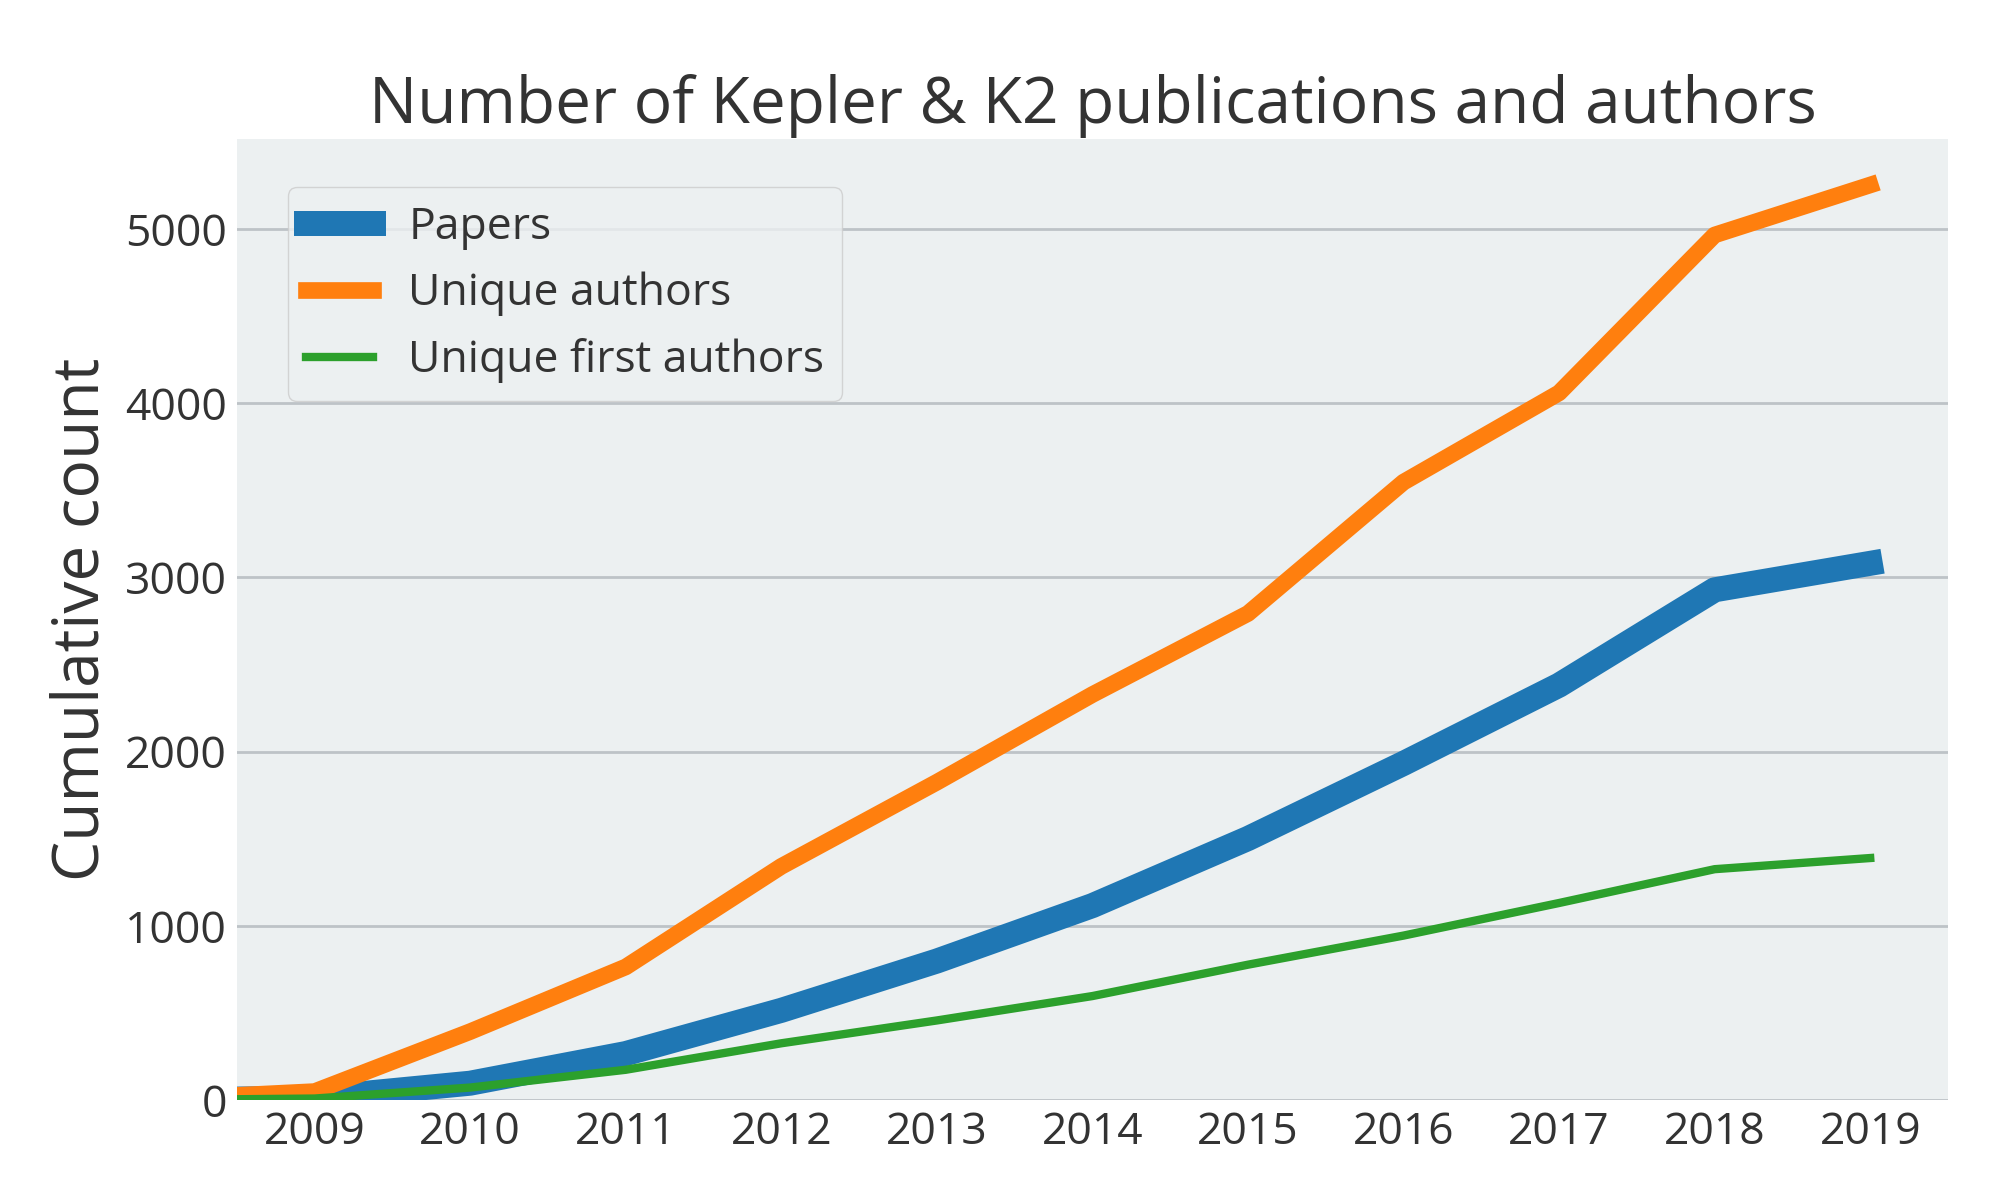 Number of Kepler & K2 publications and authors
Papers
Unique authors
Unique first authors
Cumulative count
5000
4000
3000
2000
1000
0
2009 2010 2011 2012 2013 2014 2015 2016 2017 2018 2019